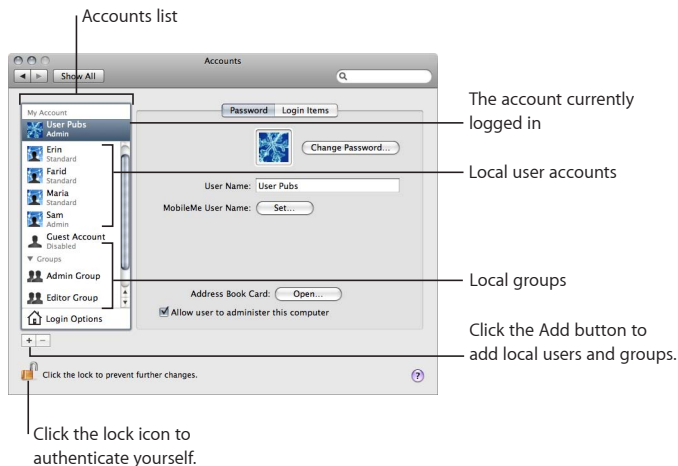 Accounts list
Accounts
Show All
My Account
User Pubs
Admin
Erin
Standard
Farid
Standard
Maria
Standard
Sam
Admin
Guest Account
Disabled
Groups
Admin Group
Editor Group
Login Options
+ −
Password
Login Items
Change Password...
User Name: User Pubs
MobileMe User Name: Set...
Address Book Card: Open...
Allow user to administer this computer
Click the lock to prevent further changes.
?
The account currently
logged in
Local user accounts
Local groups
Click the Add button to
add local users and groups.
Click the lock icon to
authenticate yourself.